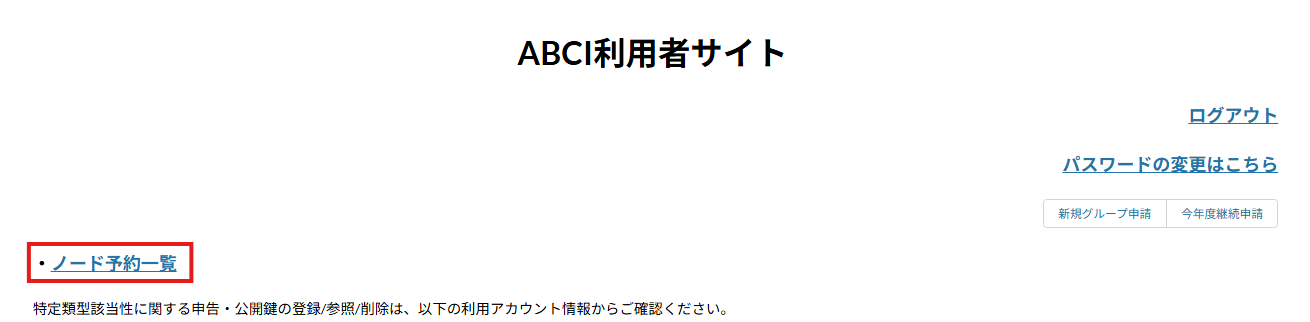 ABCI利用者サイト
ログアウト
パスワードの変更はこちら
新規グループ申請 今年度継続申請
・ノード予約一覧
特定類型該当性に関する申告・公開鍵の登録/参照/削除は、以下の利用アカウント情報からご確認ください。